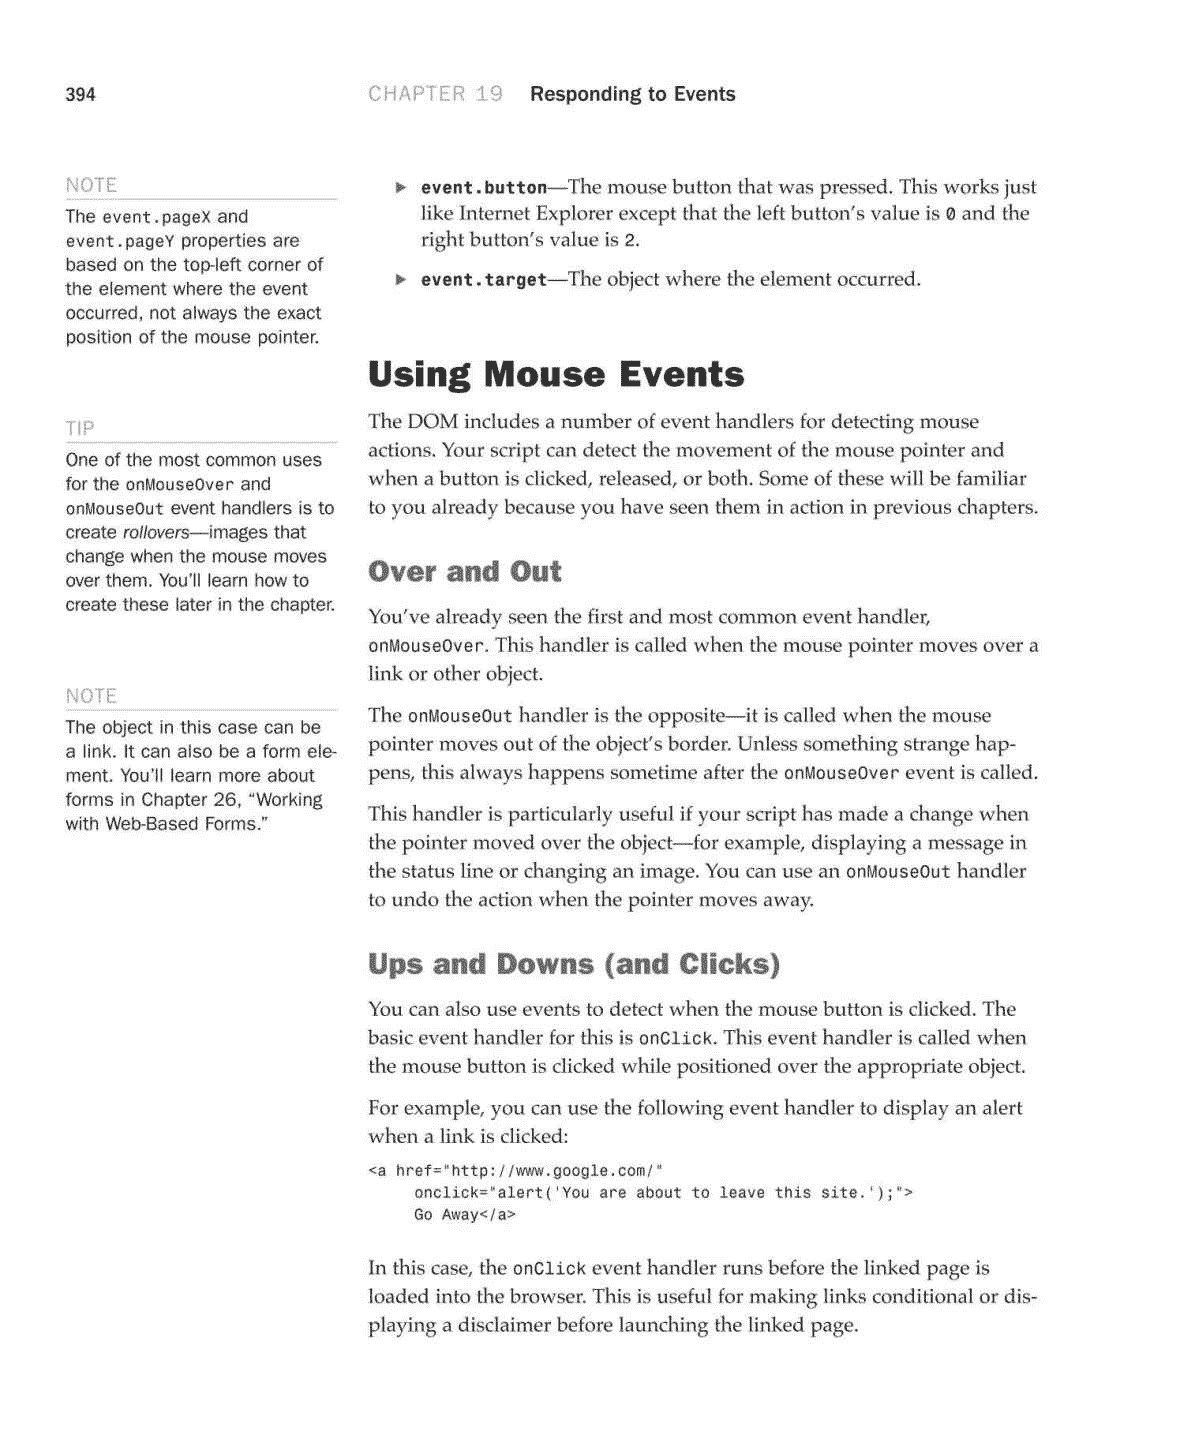 394
CHAPTER 19 Responding to Events
NOTE
The event.pageX and
event.pageY properties are
based on the top-left corner of
the element where the event
occurred, not always the exact
position of the mouse pointer.
TIP
One of the most common uses
for the onMouseOver and
onMouseOut event handlers is to
create rollovers—images that
change when the mouse moves
over them. You'll learn how to
create these later in the chapter.
NOTE
The object in this case can be
a link. It can also be a form ele-
ment. You'll learn more about
forms in Chapter 26, “Working
with Web-Based Forms.”
▶ event.button—The mouse button that was pressed. This works just
like Internet Explorer except that the left button's value is 0 and the
right button's value is 2.
▶ event.target—The object where the element occurred.
Using Mouse Events
The DOM includes a number of event handlers for detecting mouse
actions. Your script can detect the movement of the mouse pointer and
when a button is clicked, released, or both. Some of these will be familiar
to you already because you have seen them in action in previous chapters.
Over and Out
You've already seen the first and most common event handler,
onMouseOver. This handler is called when the mouse pointer moves over a
link or other object.
The onMouseOut handler is the opposite—it is called when the mouse
pointer moves out of the object's border. Unless something strange hap-
pens, this always happens sometime after the onMouseOver event is called.
This handler is particularly useful if your script has made a change when
the pointer moved over the object—for example, displaying a message in
the status line or changing an image. You can use an onMouseOut handler
to undo the action when the pointer moves away.
Ups and Downs (and Clicks)
You can also use events to detect when the mouse button is clicked. The
basic event handler for this is onClick. This event handler is called when
the mouse button is clicked while positioned over the appropriate object.
For example, you can use the following event handler to display an alert
when a link is clicked:
<a href="http://www.google.com/"
onclick="alert('You are about to leave this site.');">
Go Away</a>
In this case, the onClick event handler runs before the linked page is
loaded into the browser. This is useful for making links conditional or dis-
playing a disclaimer before launching the linked page.